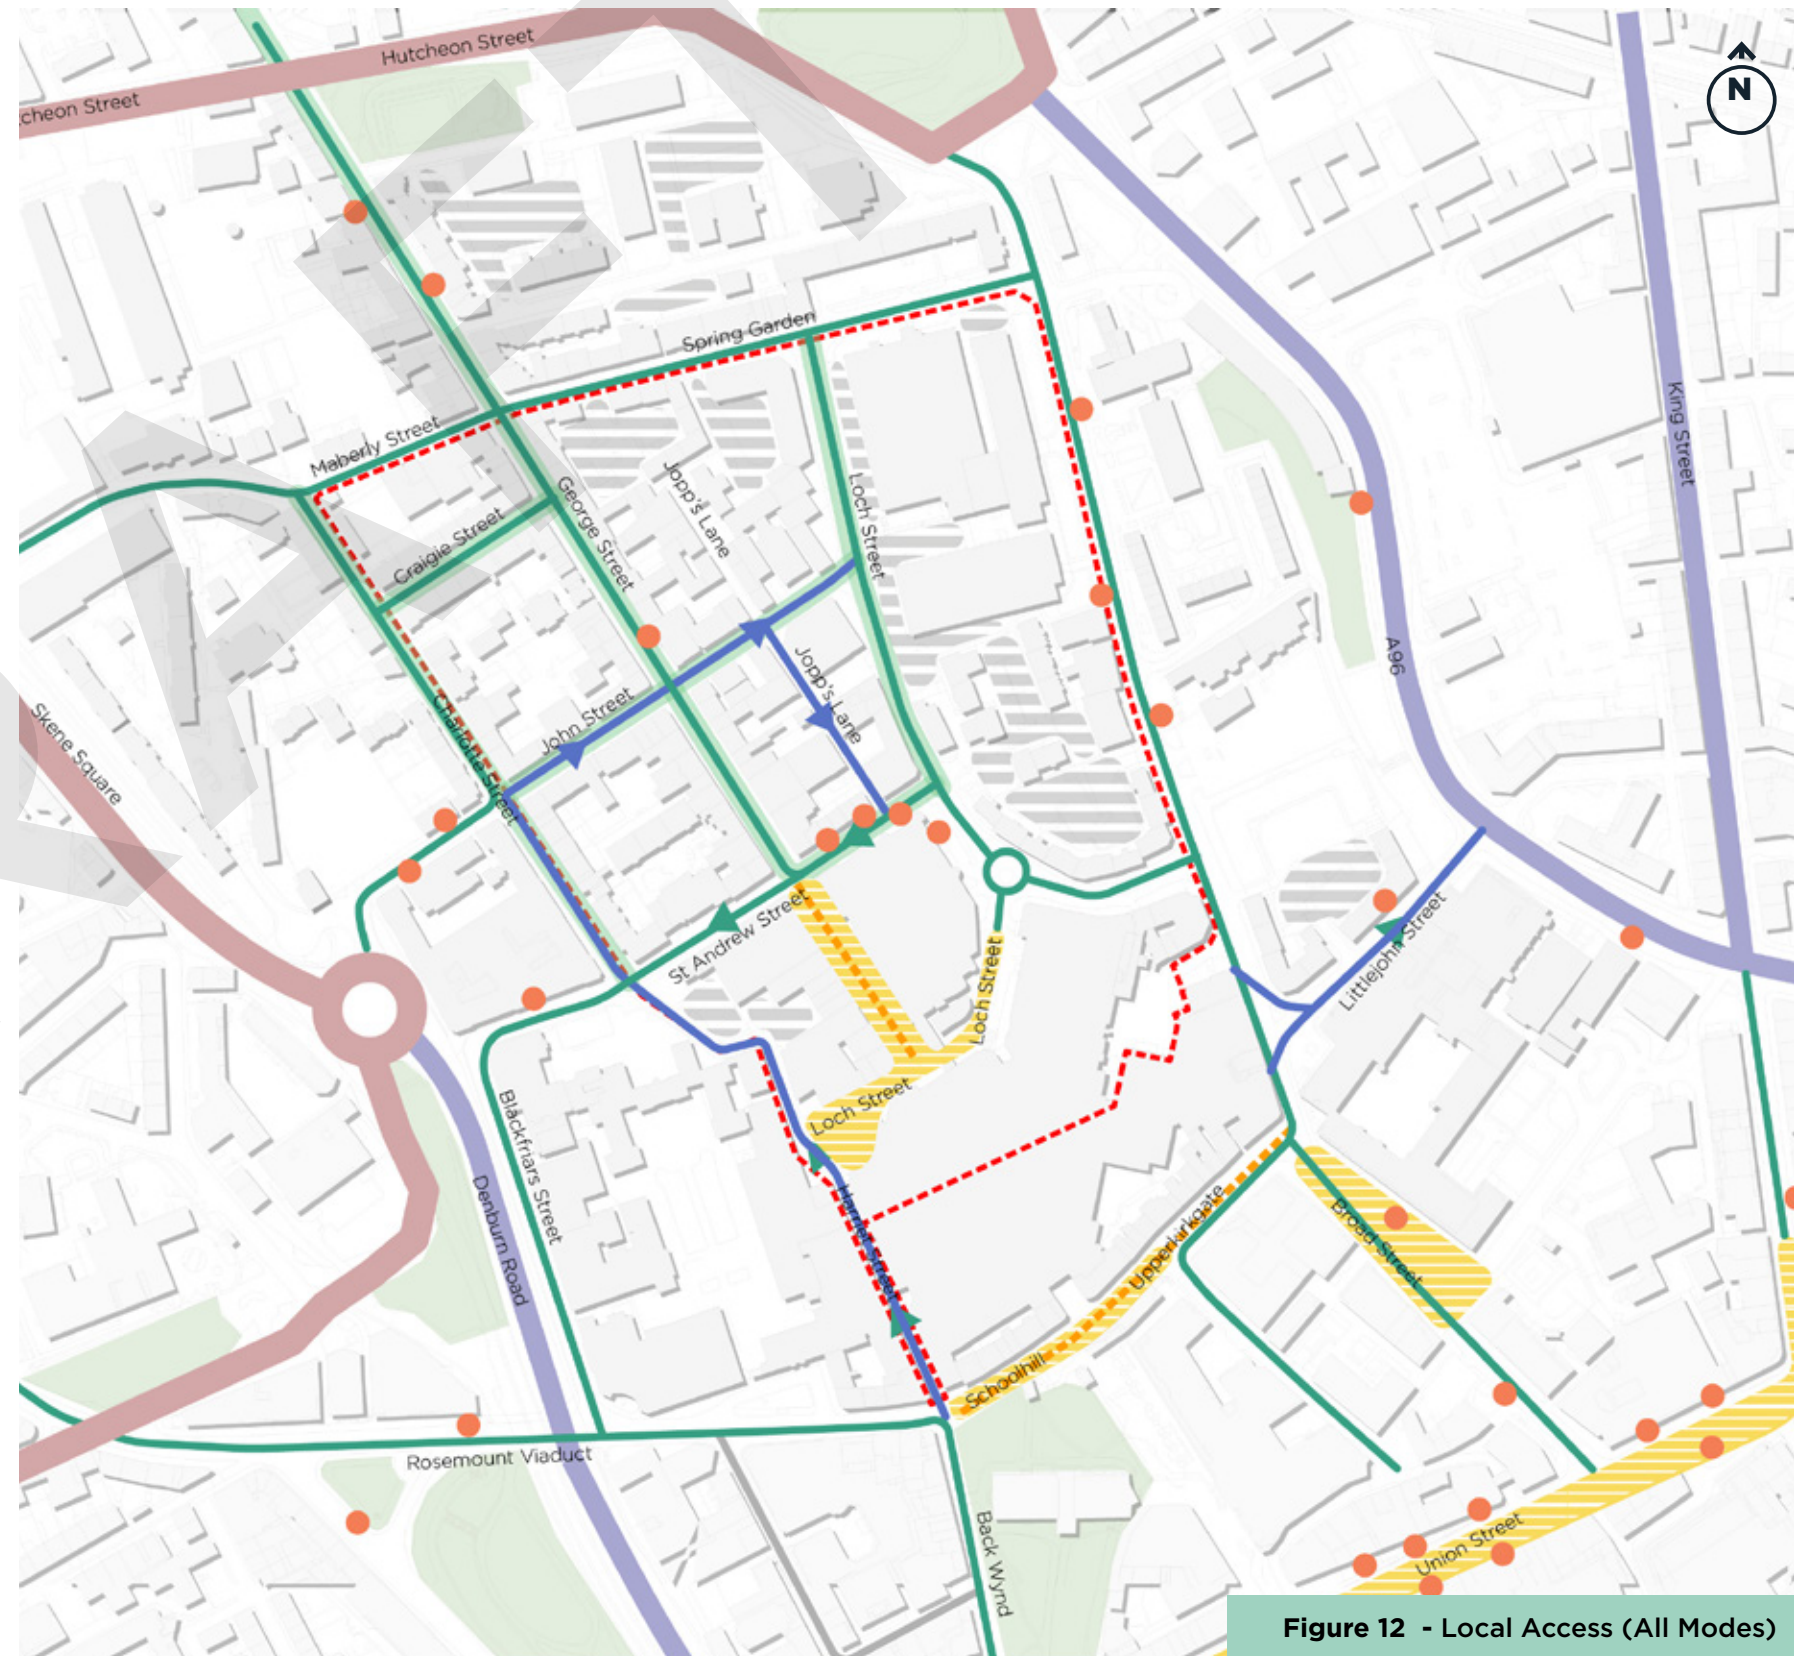 Hutcheon Street
cheon Street
N
Spring Garden
King Street
Maberly Street
Jopp's Lane
George Street
Loch Street
Craigie Street
A96
Jopp's Lane
John Street
Charlotte Street
Skene Square
St Andrew Street
Littlejohn Street
Loch Street
Loch Street
Blackfriars Street
Denburn Road
Harriet Street
Upperkirkgate
Broad Street
Schoolhill
Rosemount Viaduct
Back Wynd
Union Street
Figure 12 - Local Access (All Modes)